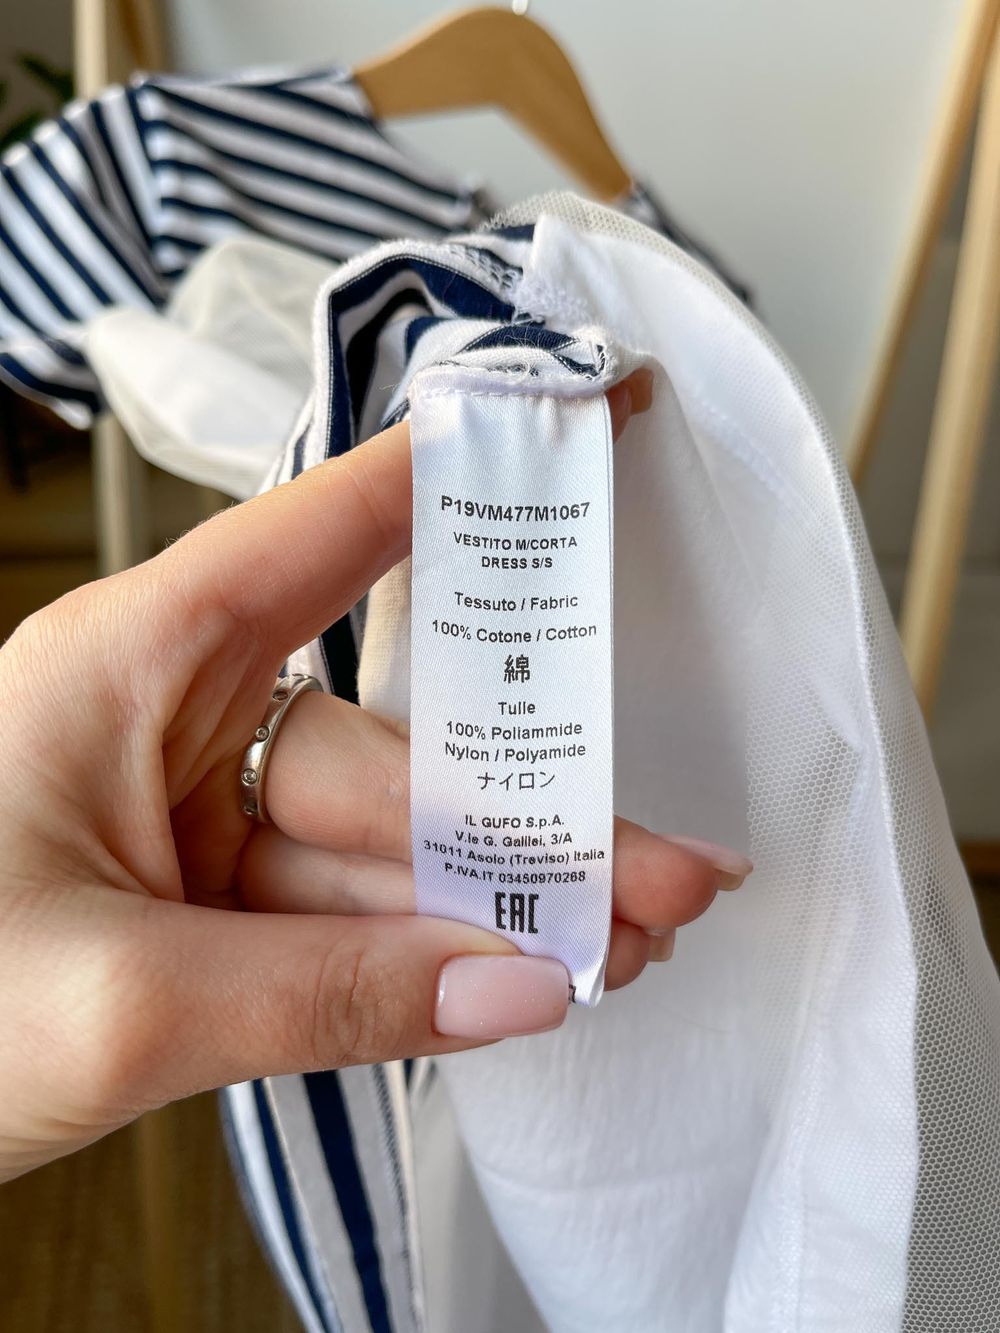 P19VM477M1067
VESTITO M/CORTA
DRESS S/S
Tessuto / Fabric
100% Cotone / Cotton
綿
Tulle
100% Poliammide
Nylon / Polyamide
ナイロン
IL GUFO S.p.A.
V.le G. Galilei, 3/A
31011 Asolo (Treviso) Italia
P.IVA.IT 03450970268
EAC